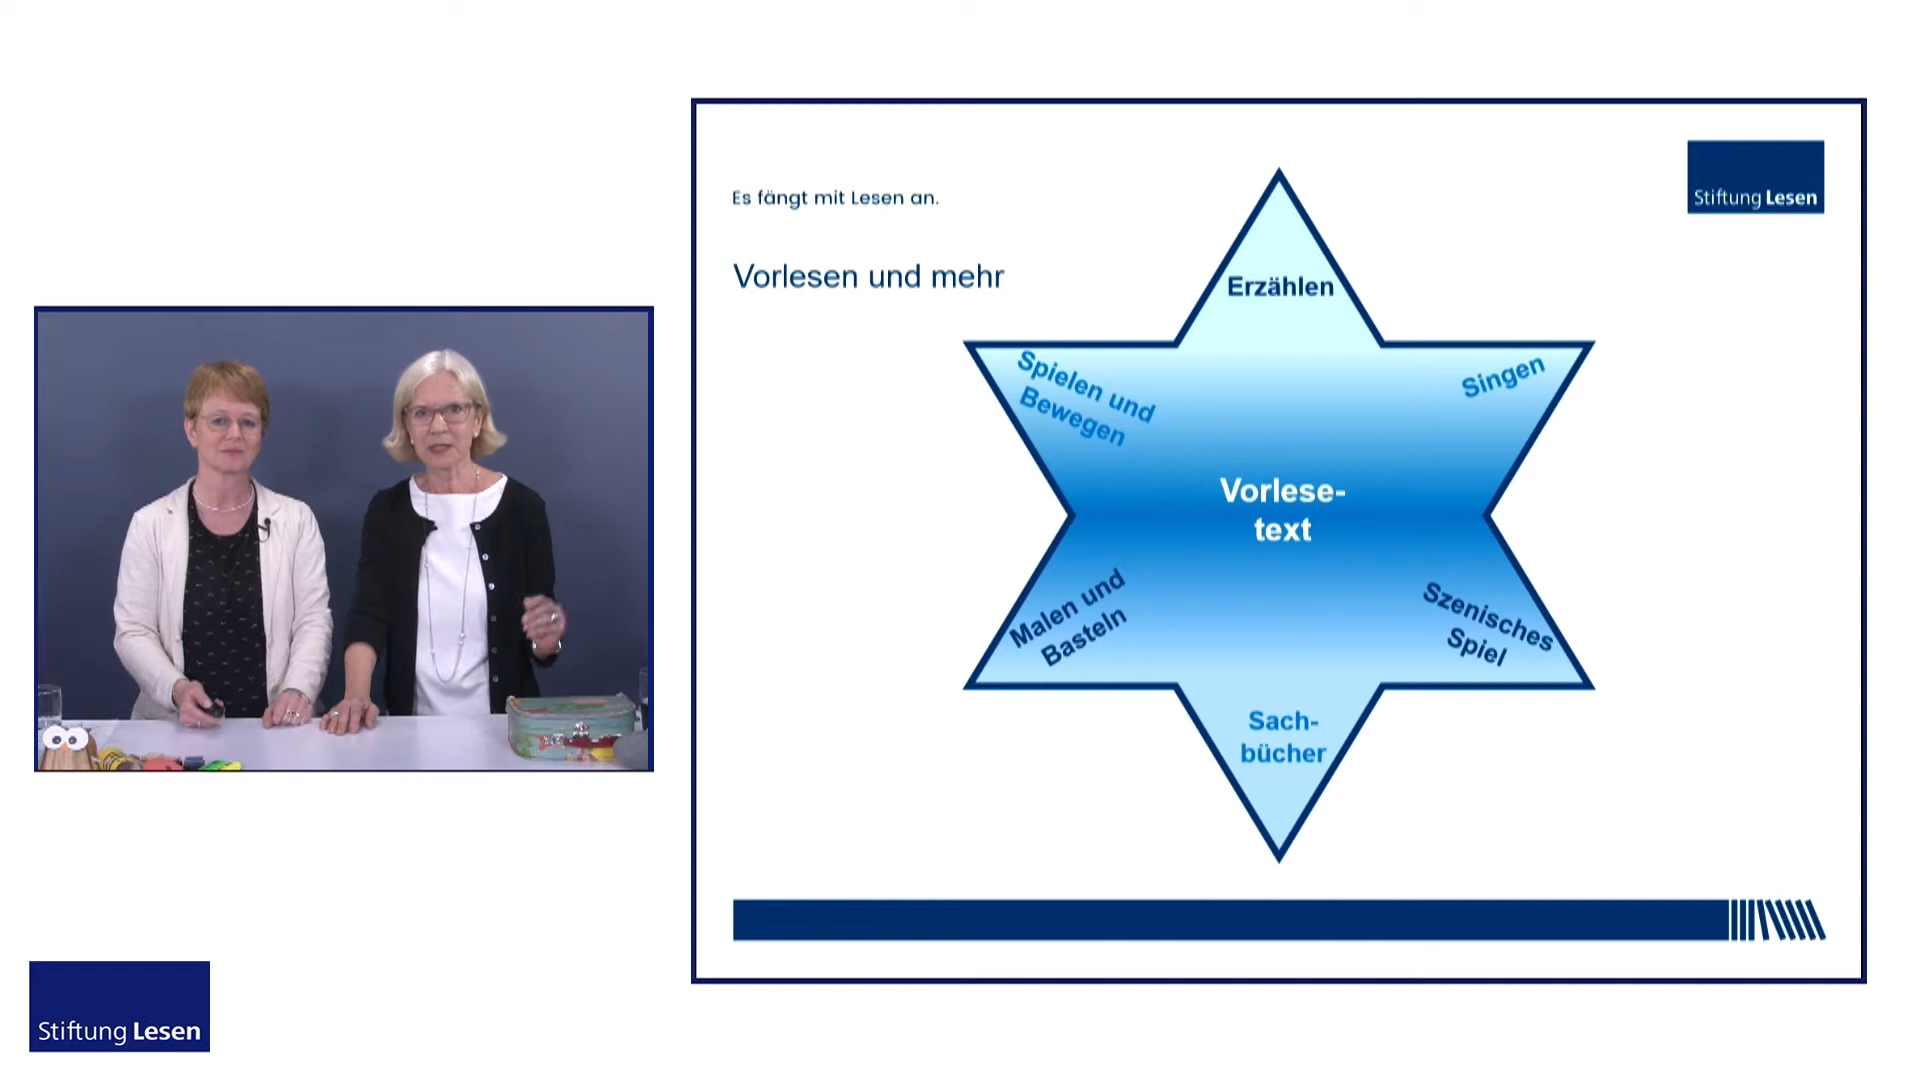 Es fängt mit Lesen an.
Stiftung Lesen
Vorlesen und mehr
Erzählen
Spielen und
Bewegen
Singen
Vorlese-
text
Malen und
Basteln
Szenisches
Spiel
Sach-
bücher
Stiftung Lesen